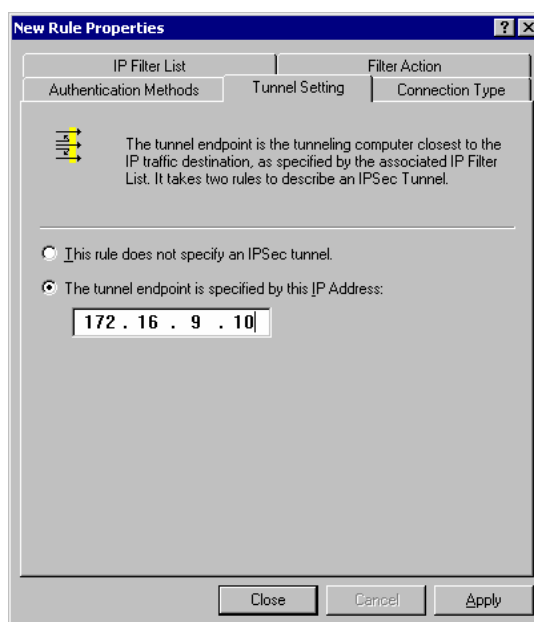 New Rule Properties
IP Filter List
Filter Action
Authentication Methods
Tunnel Setting
Connection Type
The tunnel endpoint is the tunneling computer closest to the
IP traffic destination, as specified by the associated IP Filter
List. It takes two rules to describe an IPSec Tunnel.
This rule does not specify an IPSec tunnel.
The tunnel endpoint is specified by this IP Address:
172 . 16 . 9 . 10
Close
Cancel
Apply